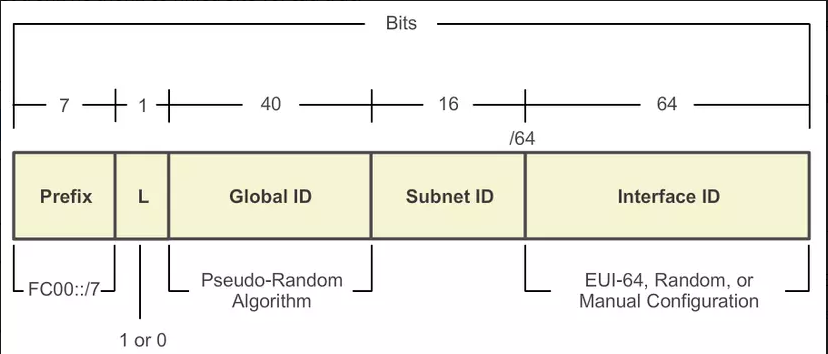 Bits
7 1 40 16 64
/64
Prefix L Global ID Subnet ID Interface ID
FC00::/7
Pseudo-Random
Algorithm
EUI-64, Random, or
Manual Configuration
1 or 0